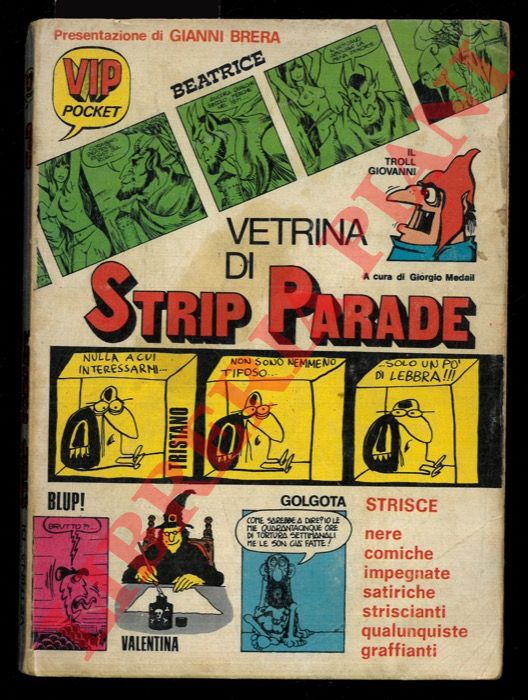 Presentazione di GIANNI BRERA
VIP
POCKET
BEATRICE
IL
TROLL
GIOVANNI
A cura di Giorgio Medail
VETRINA
DI
STRIP PARADE
NULLA A CUI
INTERESSARMI...
NON SONO NEMMENO
TIFOSO...
...SOLO UN PO'
DI LEBBRA!!!
TRISTANO
BLUP!
BRUTTO?!..
VALENTINA
GOLGOTA
COME SAREBBE A DIRE? IO LE
MIE QUARANTACINQUE ORE
DI TORTURA SETTIMANALI
ME LE SON GIÀ FATTE!
STRISCE
nere
comiche
impegnate
satiriche
striscianti
qualunquiste
graffianti